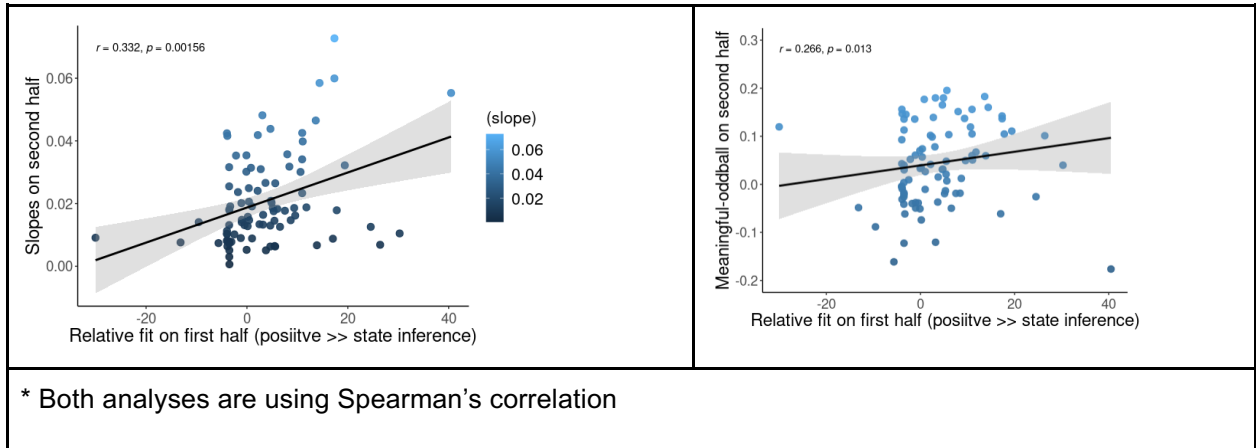 r = 0.332, p = 0.00156
Slopes on second half
0.06
0.04
0.02
0.00
-20
0
20
40
Relative fit on first half (posiitve >> state inference)
(slope)
0.06
0.04
0.02
r = 0.266, p = 0.013
Meaningful-oddball on second half
0.3
0.1
0.0
-0.1
-0.2
-20
0
20
40
Relative fit on first half (posiitve >> state inference)
* Both analyses are using Spearman's correlation